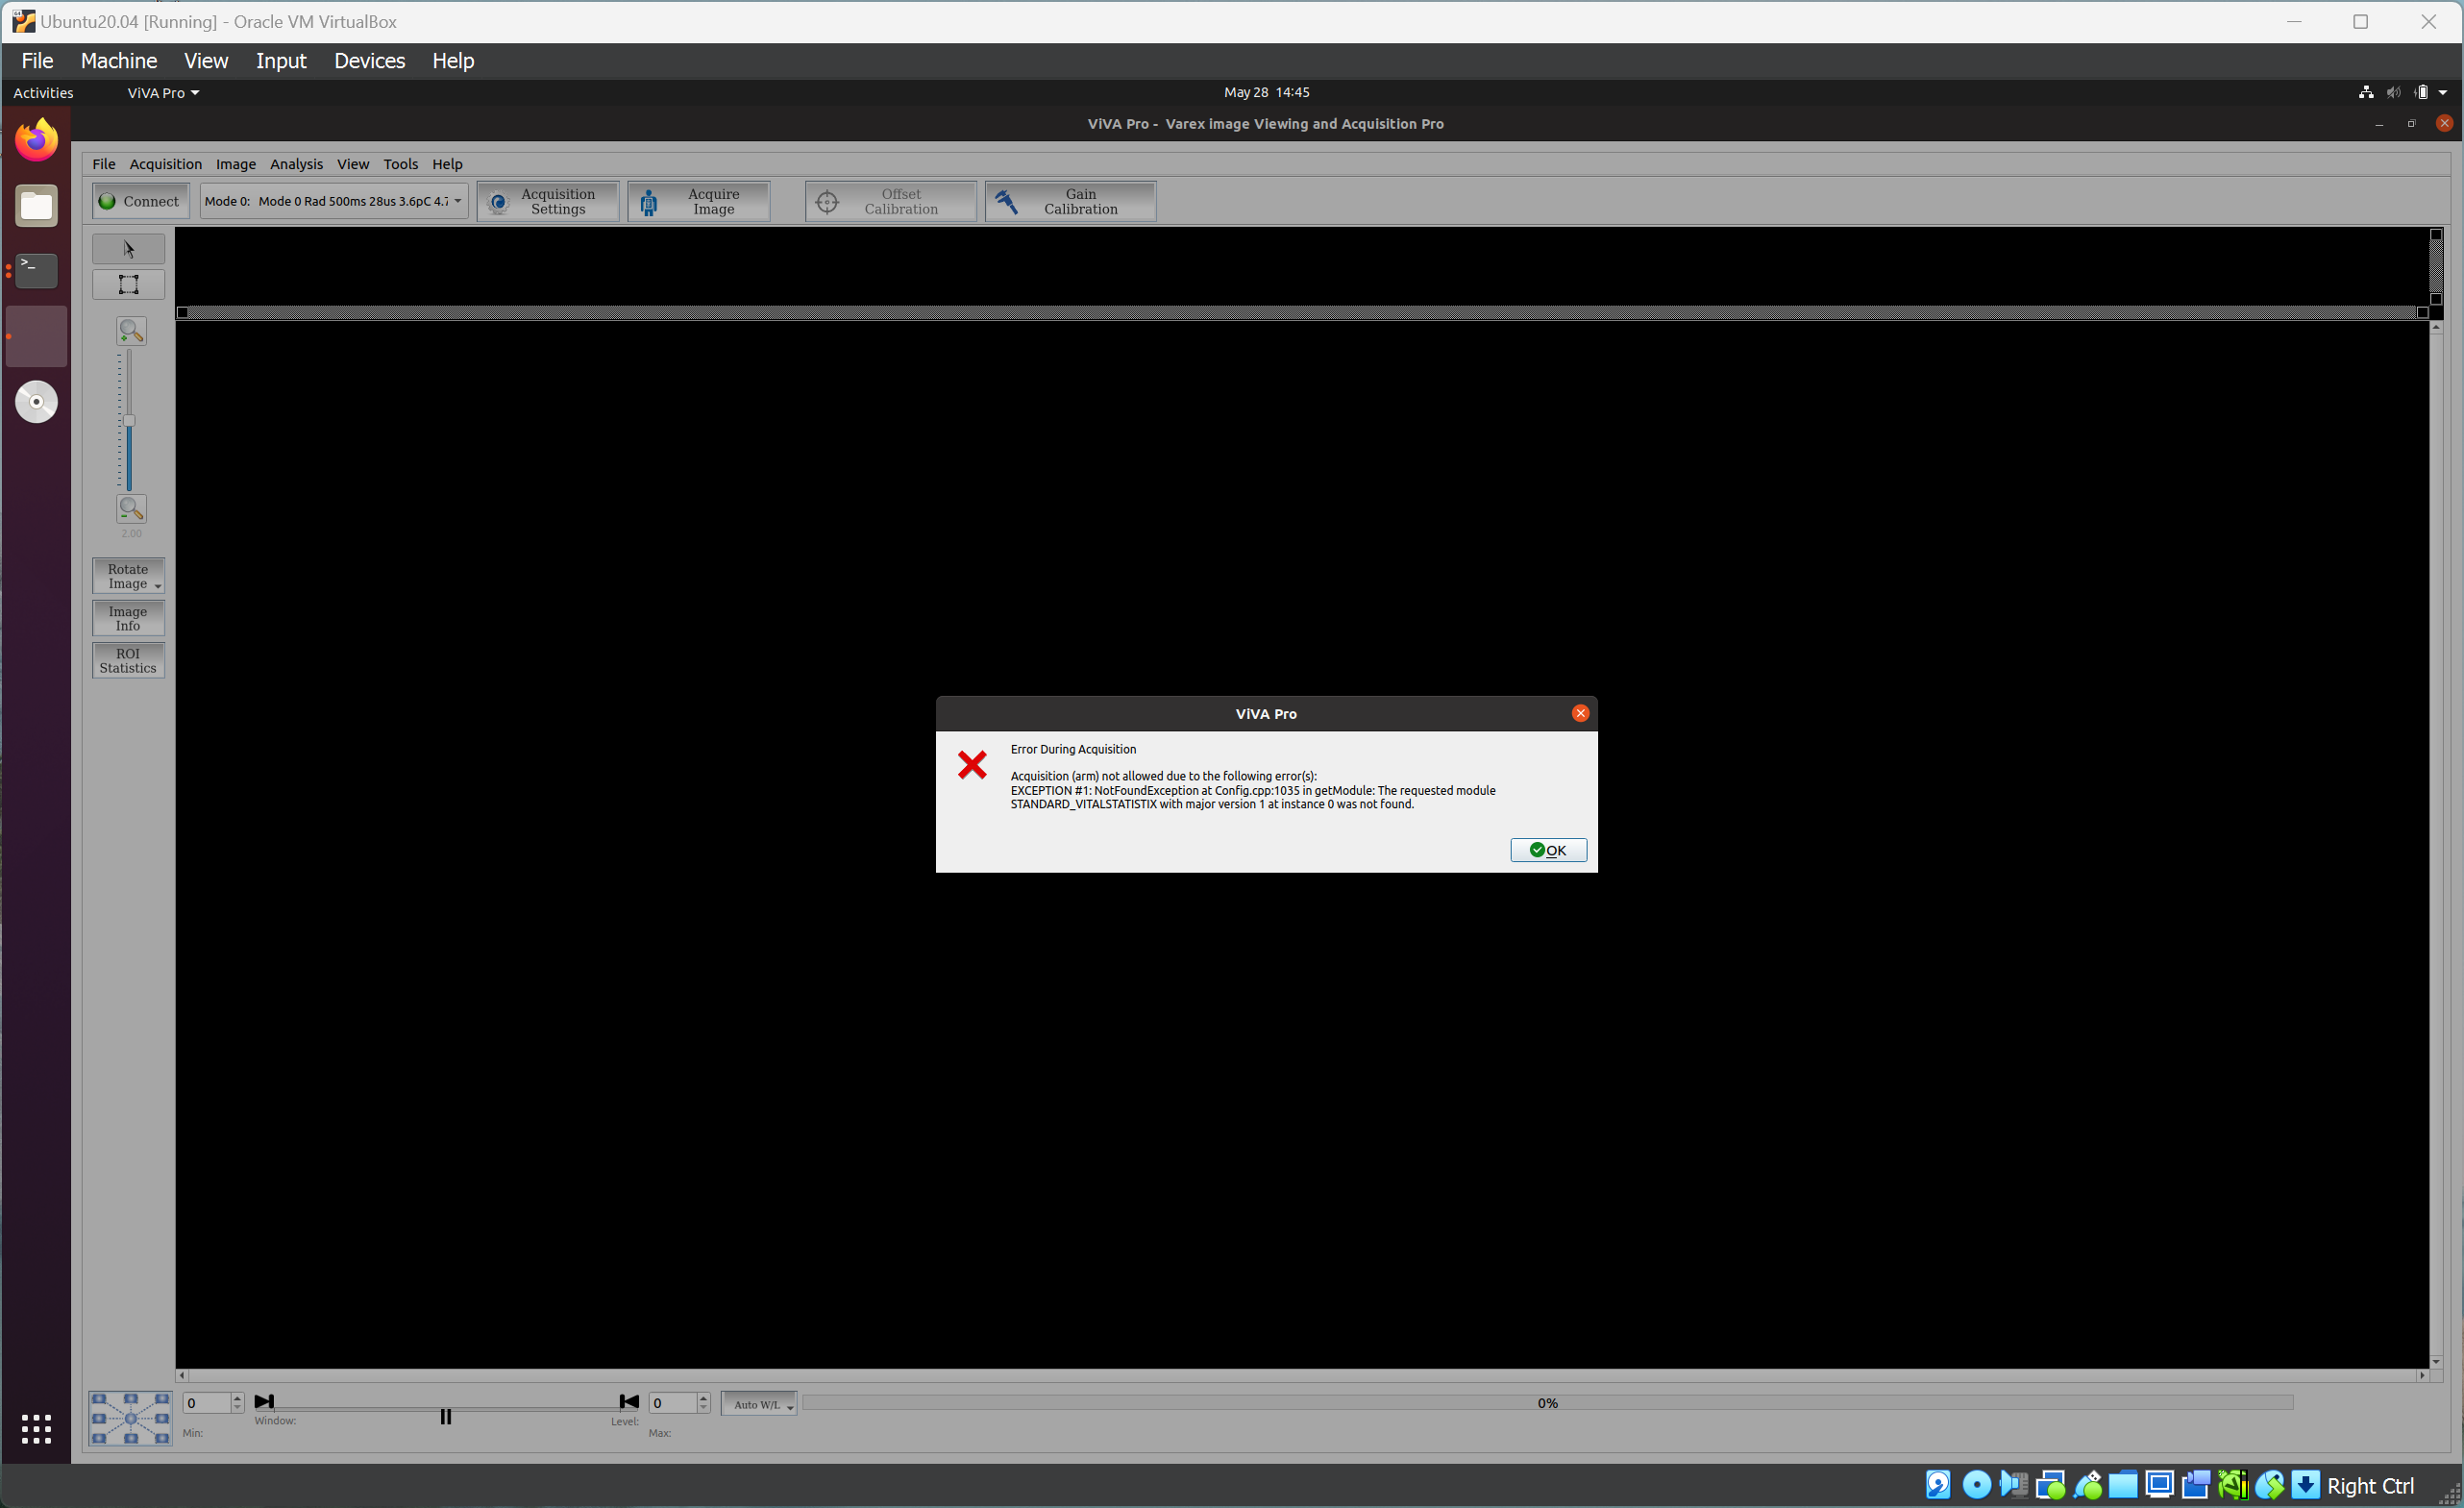 Ubuntu20.04 [Running] - Oracle VM VirtualBox
File Machine View Input Devices Help
Activities ViVA Pro May 28 14:45
ViVA Pro - Varex image Viewing and Acquisition Pro
File Acquisition Image Analysis View Tools Help
Connect
Mode 0: Mode 0 Rad 500ms 28us 3.6pC 4.7
Acquisition
Settings
Acquire
Image
Offset
Calibration
Gain
Calibration
2.00
Rotate
Image
Image
Info
ROI
Statistics
ViVA Pro
Error During Acquisition
Acquisition (arm) not allowed due to the following error(s):
EXCEPTION #1: NotFoundException at Config.cpp:1035 in getModule: The requested module
STANDARD_VITALSTATISTIX with major version 1 at instance 0 was not found.
OK
0
Min:
Window:
Level:
0
Max:
Auto W/L
0%
Right Ctrl